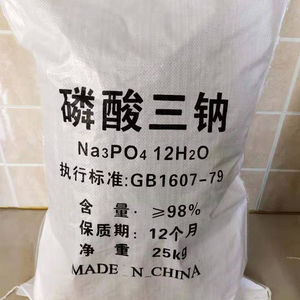 磷酸三钠
Na3PO4 12H2O
执行标准:GB1607-79
含 量: ≥98%
保质期: 12个月
净 重 25kg
MADE IN CHINA